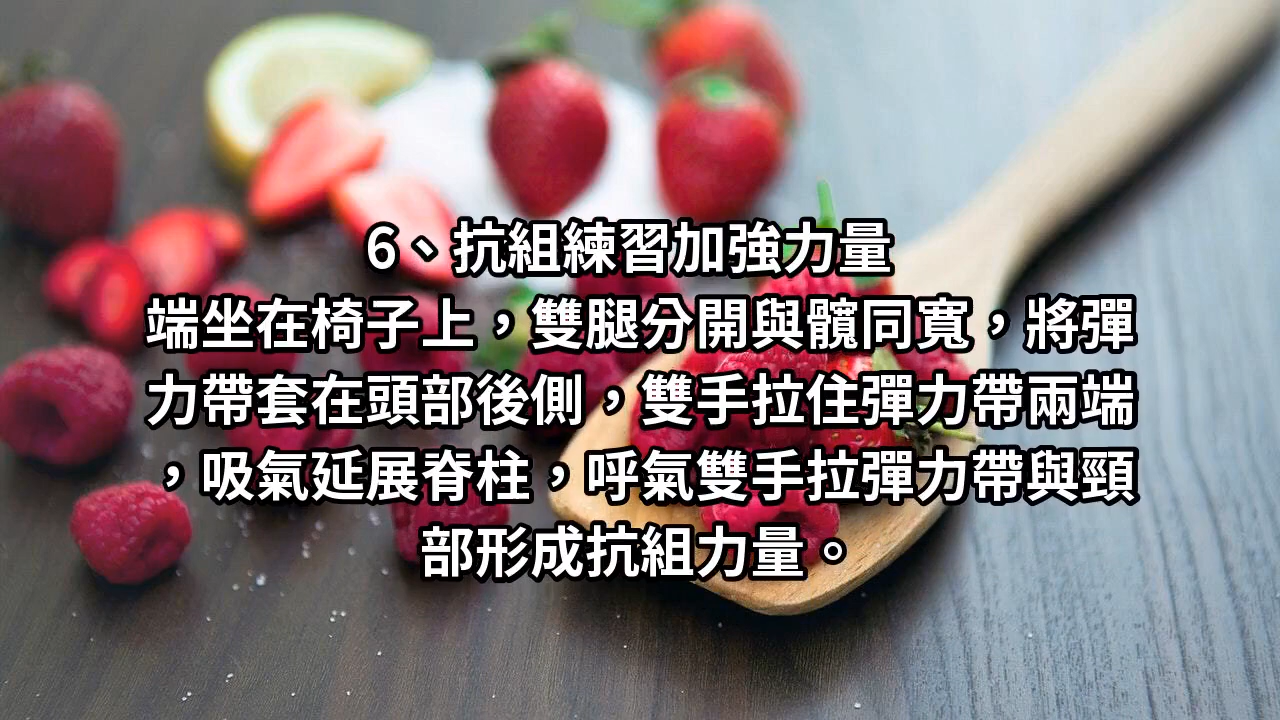 6、抗組練習加強力量
端坐在椅子上，雙腿分開與髖同寬，將彈
力帶套在頭部後側，雙手拉住彈力帶兩端
，吸氣延展脊柱，呼氣雙手拉彈力帶與頸
部形成抗組力量。